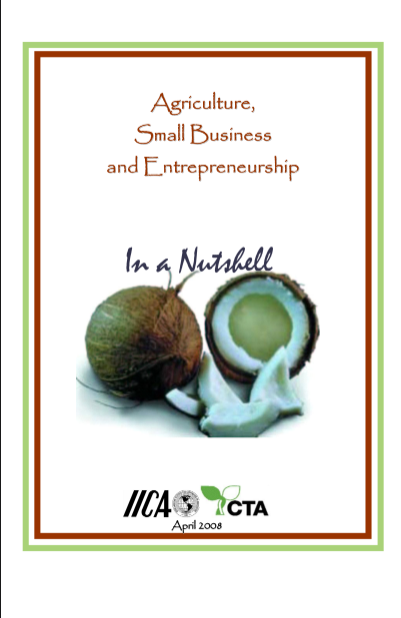 Agriculture,
Small Business
and Entrepreneurship
In a Nutshell
IICA CTA
April 2008